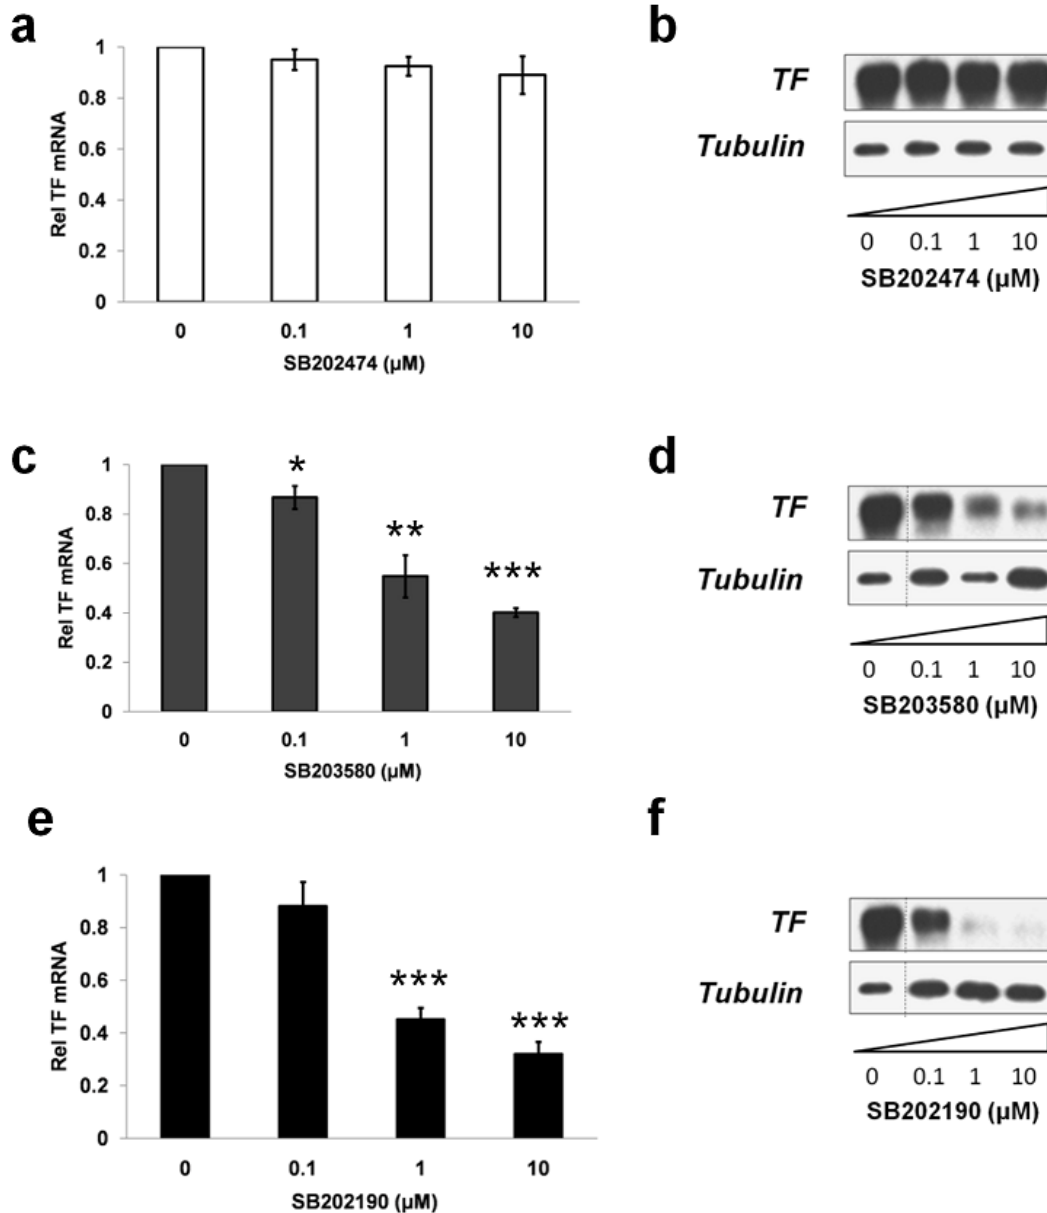 a
1
0.8
0.6
0.4
0.2
0
Rel TF mRNA
0 0.1 1 10
SB202474 (µM)
b
TF
Tubulin
0 0.1 1 10
SB202474 (µM)
c
1
0.8
0.6
0.4
0.2
0
Rel TF mRNA
*
**
***
0 0.1 1 10
SB203580 (µM)
d
TF
Tubulin
0 0.1 1 10
SB203580 (µM)
e
1
0.8
0.6
0.4
0.2
0
Rel TF mRNA
***
***
0 0.1 1 10
SB202190 (µM)
f
TF
Tubulin
0 0.1 1 10
SB202190 (µM)